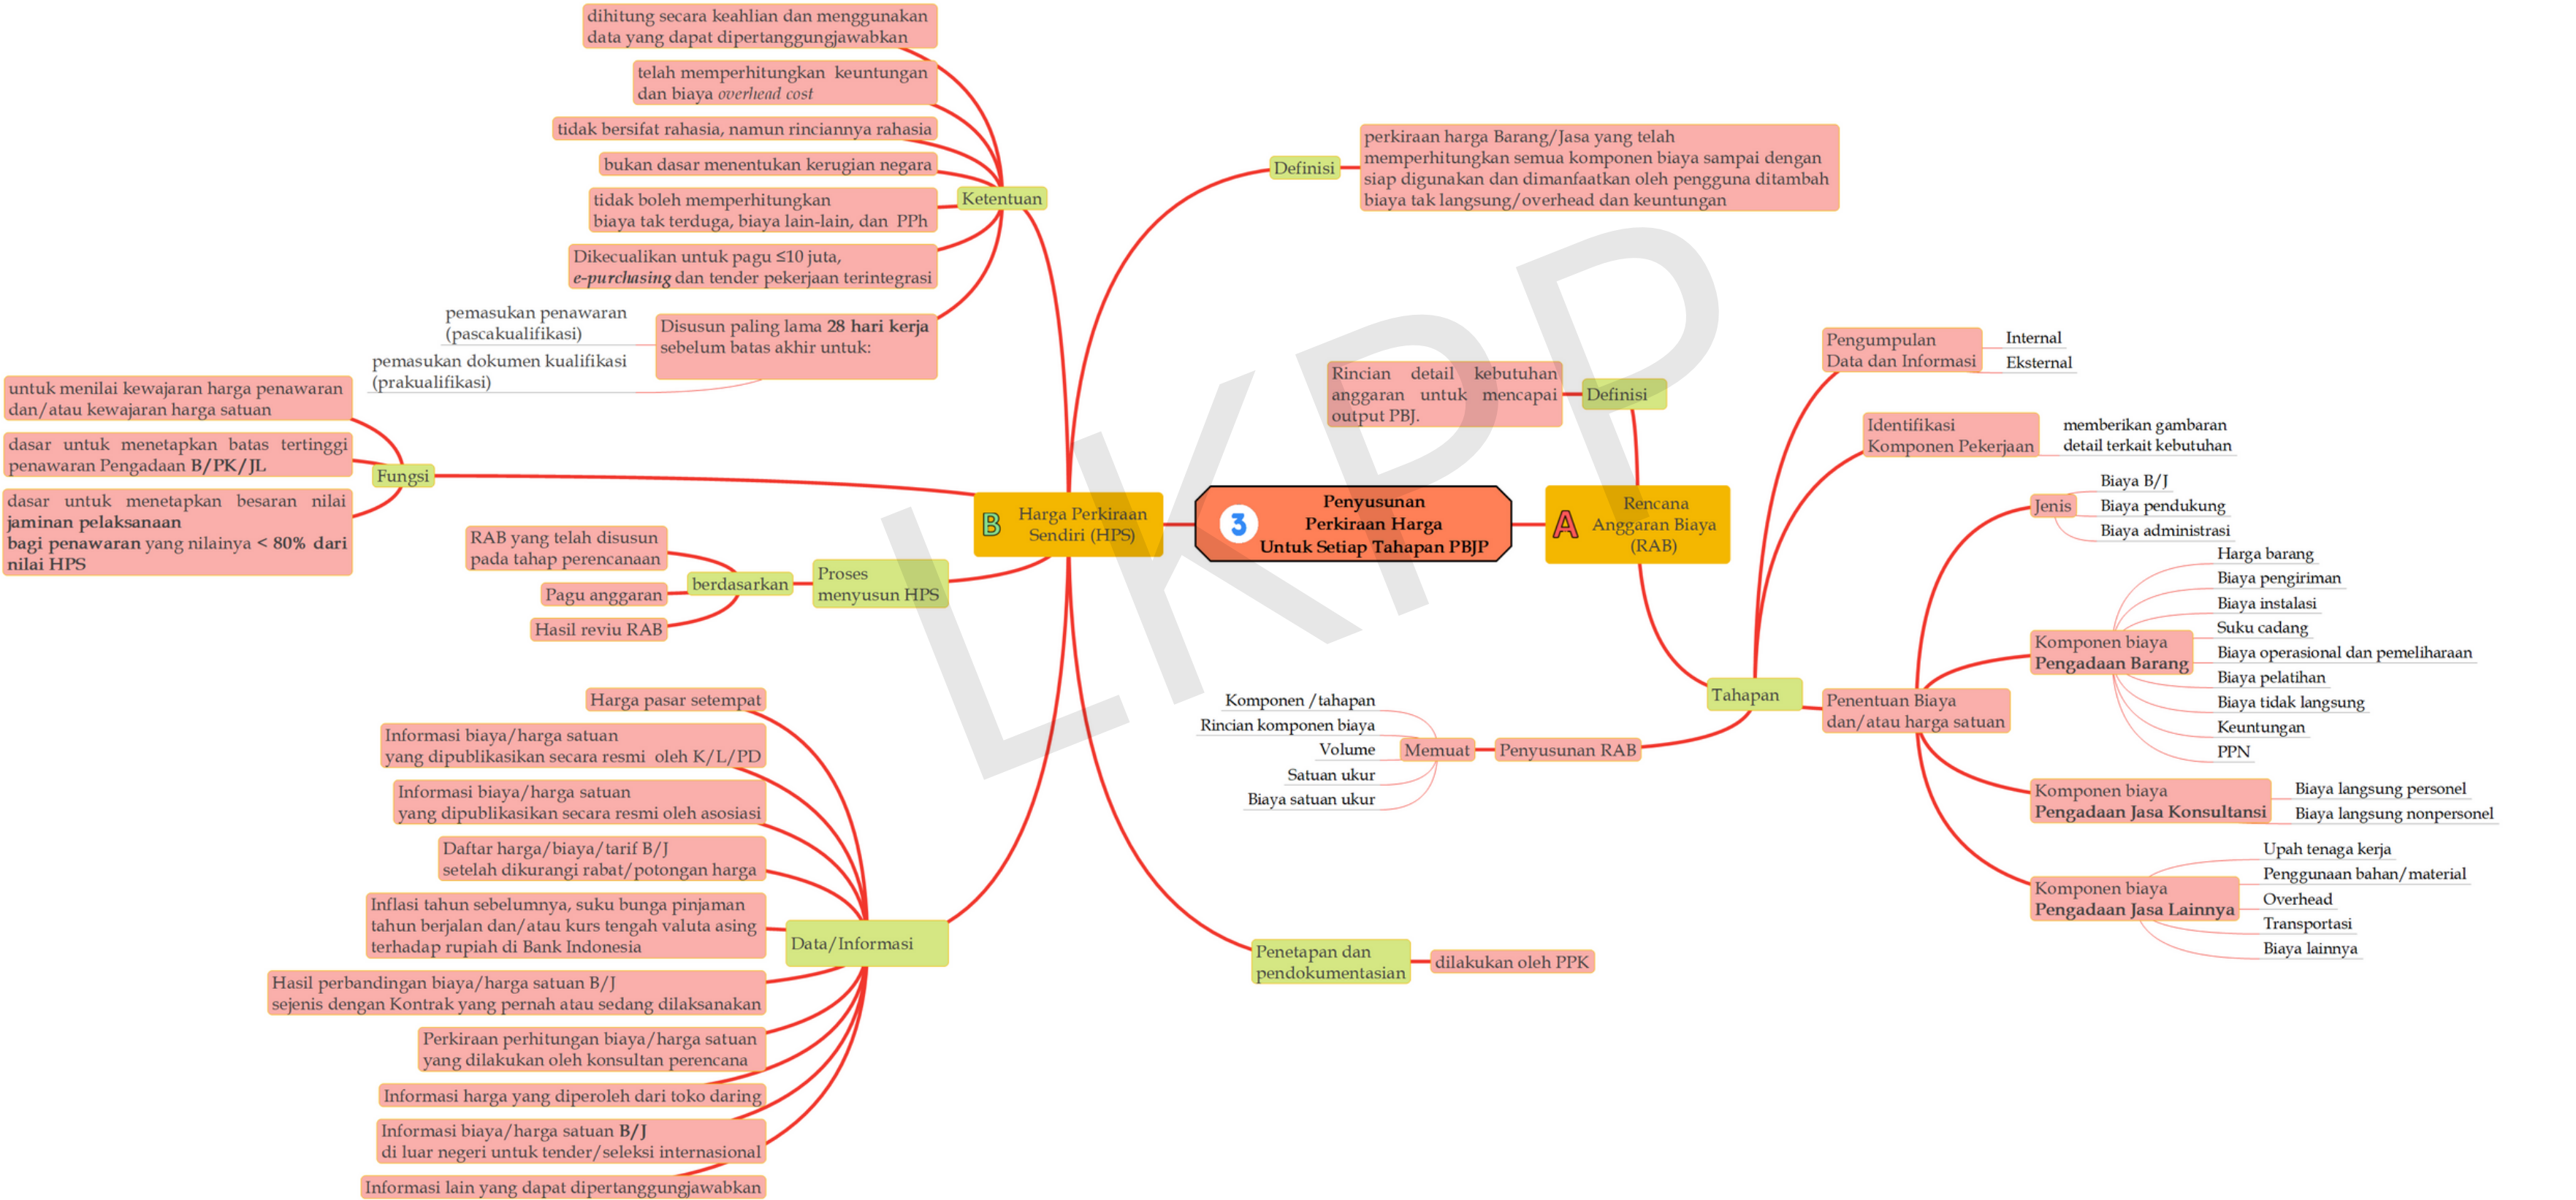 3
Penyusunan
Perkiraan Harga
Untuk Setiap Tahapan PBJP
A
Rencana
Anggaran Biaya
(RAB)
Definisi
Rincian detail kebutuhan
anggaran untuk mencapai
output PBJ.
Tahapan
Pengumpulan
Data dan Informasi
Internal
Eksternal
Identifikasi
Komponen Pekerjaan
memberikan gambaran
detail terkait kebutuhan
Penentuan Biaya
dan/atau harga satuan
Jenis
Biaya B/J
Biaya pendukung
Biaya administrasi
Komponen biaya
Pengadaan Barang
Harga barang
Biaya pengiriman
Biaya instalasi
Suku cadang
Biaya operasional dan pemeliharaan
Biaya pelatihan
Biaya tidak langsung
Keuntungan
PPN
Komponen biaya
Pengadaan Jasa Konsultansi
Biaya langsung personel
Biaya langsung nonpersonel
Komponen biaya
Pengadaan Jasa Lainnya
Upah tenaga kerja
Penggunaan bahan/material
Overhead
Transportasi
Biaya lainnya
Penyusunan RAB
Memuat
Komponen /tahapan
Rincian komponen biaya
Volume
Satuan ukur
Biaya satuan ukur
B
Harga Perkiraan
Sendiri (HPS)
Definisi
perkiraan harga Barang/Jasa yang telah
memperhitungkan semua komponen biaya sampai dengan
siap digunakan dan dimanfaatkan oleh pengguna ditambah
biaya tak langsung/overhead dan keuntungan
Ketentuan
dihitung secara keahlian dan menggunakan
data yang dapat dipertanggungjawabkan
telah memperhitungkan keuntungan
dan biaya overhead cost
tidak bersifat rahasia, namun rinciannya rahasia
bukan dasar menentukan kerugian negara
tidak boleh memperhitungkan
biaya tak terduga, biaya lain-lain, dan PPh
Dikecualikan untuk pagu ≤10 juta,
e-purchasing dan tender pekerjaan terintegrasi
Disusun paling lama 28 hari kerja
sebelum batas akhir untuk:
pemasukan penawaran
(pascakualifikasi)
pemasukan dokumen kualifikasi
(prakualifikasi)
Fungsi
untuk menilai kewajaran harga penawaran
dan/atau kewajaran harga satuan
dasar untuk menetapkan batas tertinggi
penawaran Pengadaan B/PK/JL
dasar untuk menetapkan besaran nilai
jaminan pelaksanaan
bagi penawaran yang nilainya < 80% dari
nilai HPS
Proses
menyusun HPS
berdasarkan
RAB yang telah disusun
pada tahap perencanaan
Pagu anggaran
Hasil reviu RAB
Data/Informasi
Harga pasar setempat
Informasi biaya/harga satuan
yang dipublikasikan secara resmi oleh K/L/PD
Informasi biaya/harga satuan
yang dipublikasikan secara resmi oleh asosiasi
Daftar harga/biaya/tarif B/J
setelah dikurangi rabat/potongan harga
Inflasi tahun sebelumnya, suku bunga pinjaman
tahun berjalan dan/atau kurs tengah valuta asing
terhadap rupiah di Bank Indonesia
Hasil perbandingan biaya/harga satuan B/J
sejenis dengan Kontrak yang pernah atau sedang dilaksanakan
Perkiraan perhitungan biaya/harga satuan
yang dilakukan oleh konsultan perencana
Informasi harga yang diperoleh dari toko daring
Informasi biaya/harga satuan B/J
di luar negeri untuk tender/seleksi internasional
Informasi lain yang dapat dipertanggungjawabkan
Penetapan dan
pendokumentasian
dilakukan oleh PPK
LKPP